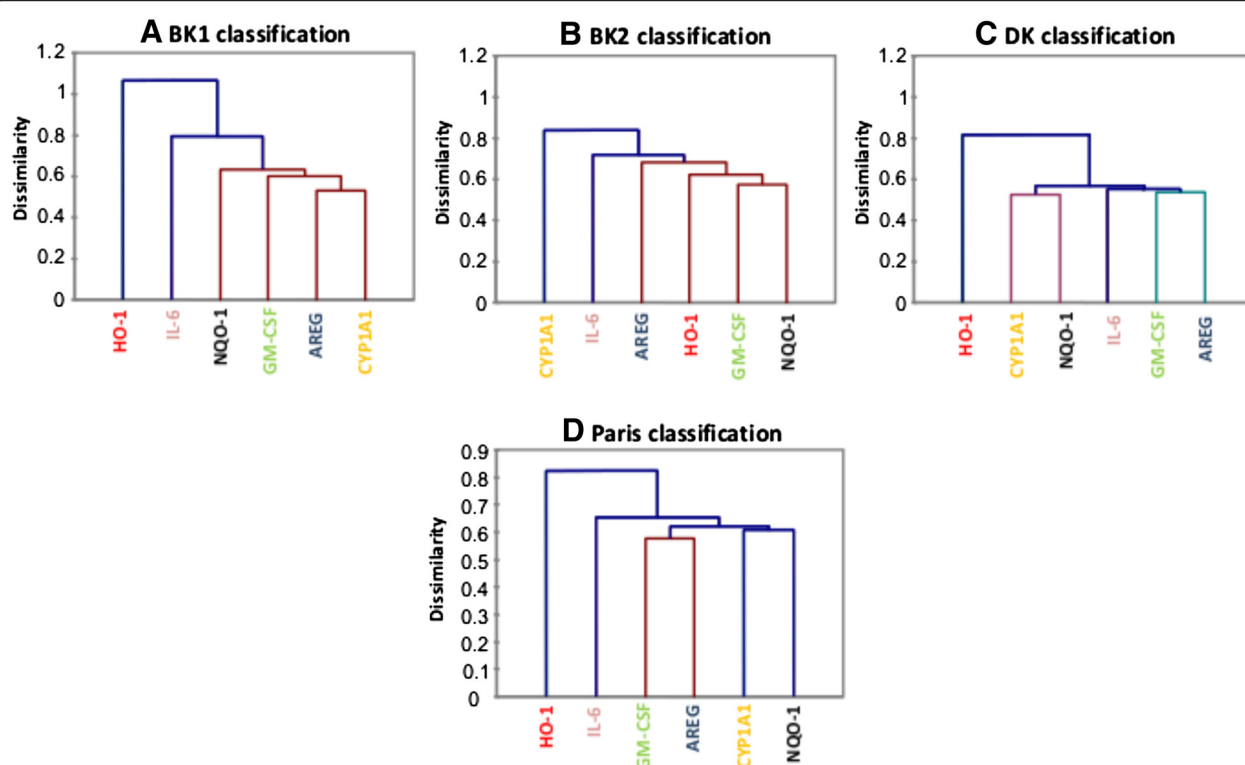 A BK1 classification
1.2
1
0.8
0.6
0.4
0.2
0
Dissimilarity
HO-1
IL-6
NQO-1
GM-CSF
AREG
CYP1A1
B BK2 classification
1.2
1
0.8
0.6
0.4
0.2
0
Dissimilarity
CYP1A1
IL-6
AREG
HO-1
GM-CSF
NQO-1
C DK classification
1.2
1
0.8
0.6
0.4
0.2
0
Dissimilarity
HO-1
CYP1A1
NQO-1
IL-6
GM-CSF
AREG
D Paris classification
0.9
0.8
0.7
0.6
0.5
0.4
0.3
0.2
0.1
0
Dissimilarity
HO-1
IL-6
GM-CSF
AREG
CYP1A1
NQO-1